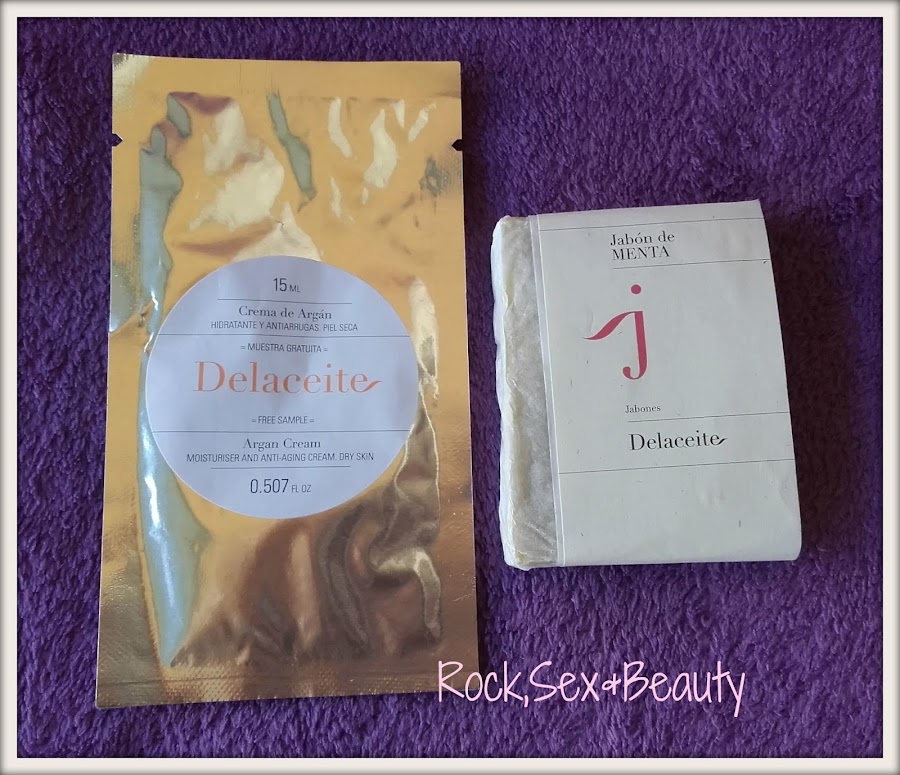 15 ML
Crema de Argán
HIDRATANTE Y ANTIARRUGAS. PIEL SECA
= MUESTRA GRATUITA =
Delaceite
= FREE SAMPLE =
Argan Cream
MOISTURISER AND ANTI-AGING CREAM. DRY SKIN
0.507 FL OZ
Jabón de
MENTA
j
Jabones
Delaceite
Rock,Sex&Beauty